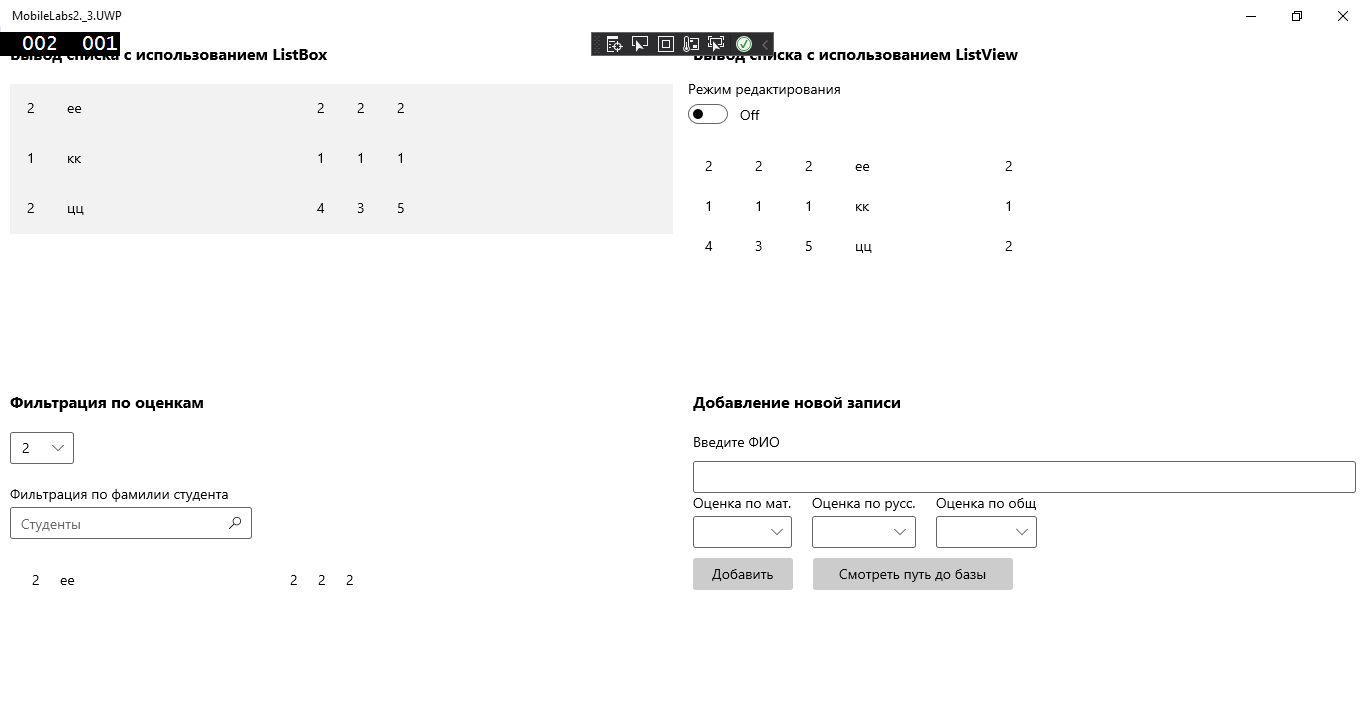 MobileLabs2._3.UWP
002 001
Вывод списка с использованием ListBox
Вывод списка с использованием ListView
2 ее 2 2 2
1 кк 1 1 1
2 цц 4 3 5
Режим редактирования
Off
2 2 2 ее 2
1 1 1 кк 1
4 3 5 цц 2
Фильтрация по оценкам
2
Фильтрация по фамилии студента
Студенты
2 ее 2 2 2
Добавление новой записи
Введите ФИО
Оценка по мат. Оценка по русс. Оценка по общ
Добавить Смотреть путь до базы